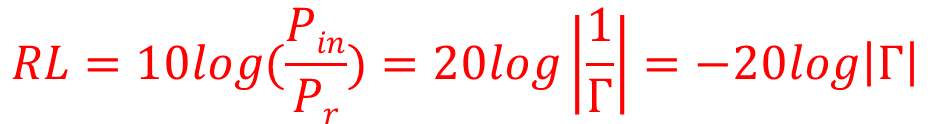 RL = 10log(P_in/P_r) = 20log|1/Γ| = −20log|Γ|